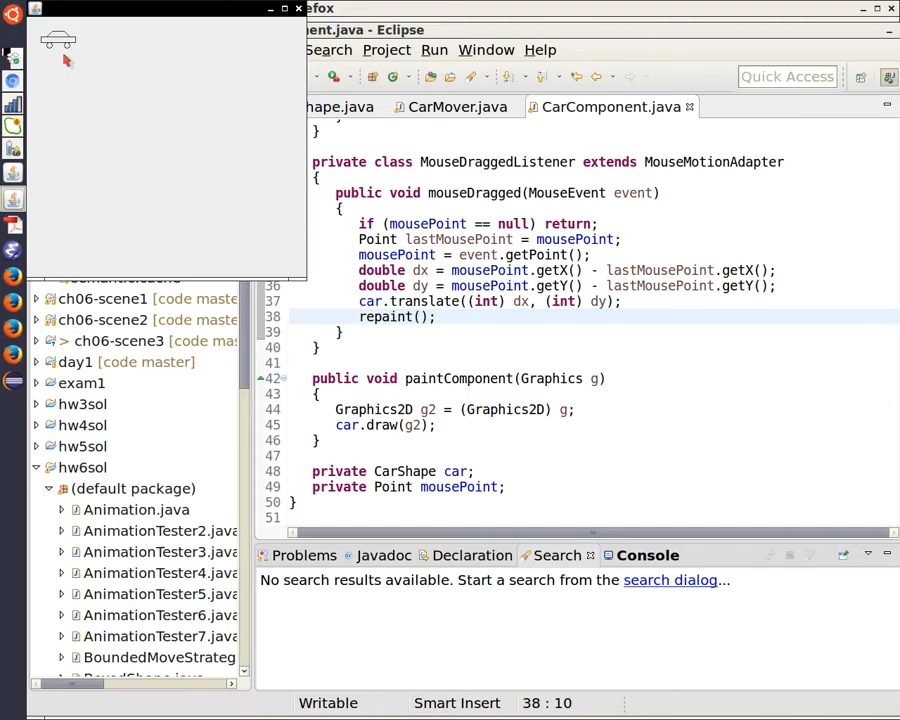 efox
nent.java - Eclipse
Search Project Run Window Help
Quick Access
hape.java CarMover.java CarComponent.java
}
private class MouseDraggedListener extends MouseMotionAdapter
{
public void mouseDragged(MouseEvent event)
{
if (mousePoint == null) return;
Point lastMousePoint = mousePoint;
mousePoint = event.getPoint();
double dx = mousePoint.getX() - lastMousePoint.getX();
36 double dy = mousePoint.getY() - lastMousePoint.getY();
37 car.translate((int) dx, (int) dy);
38 repaint();
39 }
40 }
41
42 public void paintComponent(Graphics g)
43 {
44 Graphics2D g2 = (Graphics2D) g;
45 car.draw(g2);
46 }
47
48 private CarShape car;
49 private Point mousePoint;
50 }
51
ch06-scene1 [code master
ch06-scene2 [code master
> ch06-scene3 [code master
day1 [code master]
exam1
hw3sol
hw4sol
hw5sol
hw6sol
(default package)
Animation.java
AnimationTester2.java
AnimationTester3.java
AnimationTester4.java
AnimationTester5.java
AnimationTester6.java
AnimationTester7.java
BoundedMoveStrateg
Problems Javadoc Declaration Search Console
No search results available. Start a search from the search dialog...
Writable Smart Insert 38 : 10